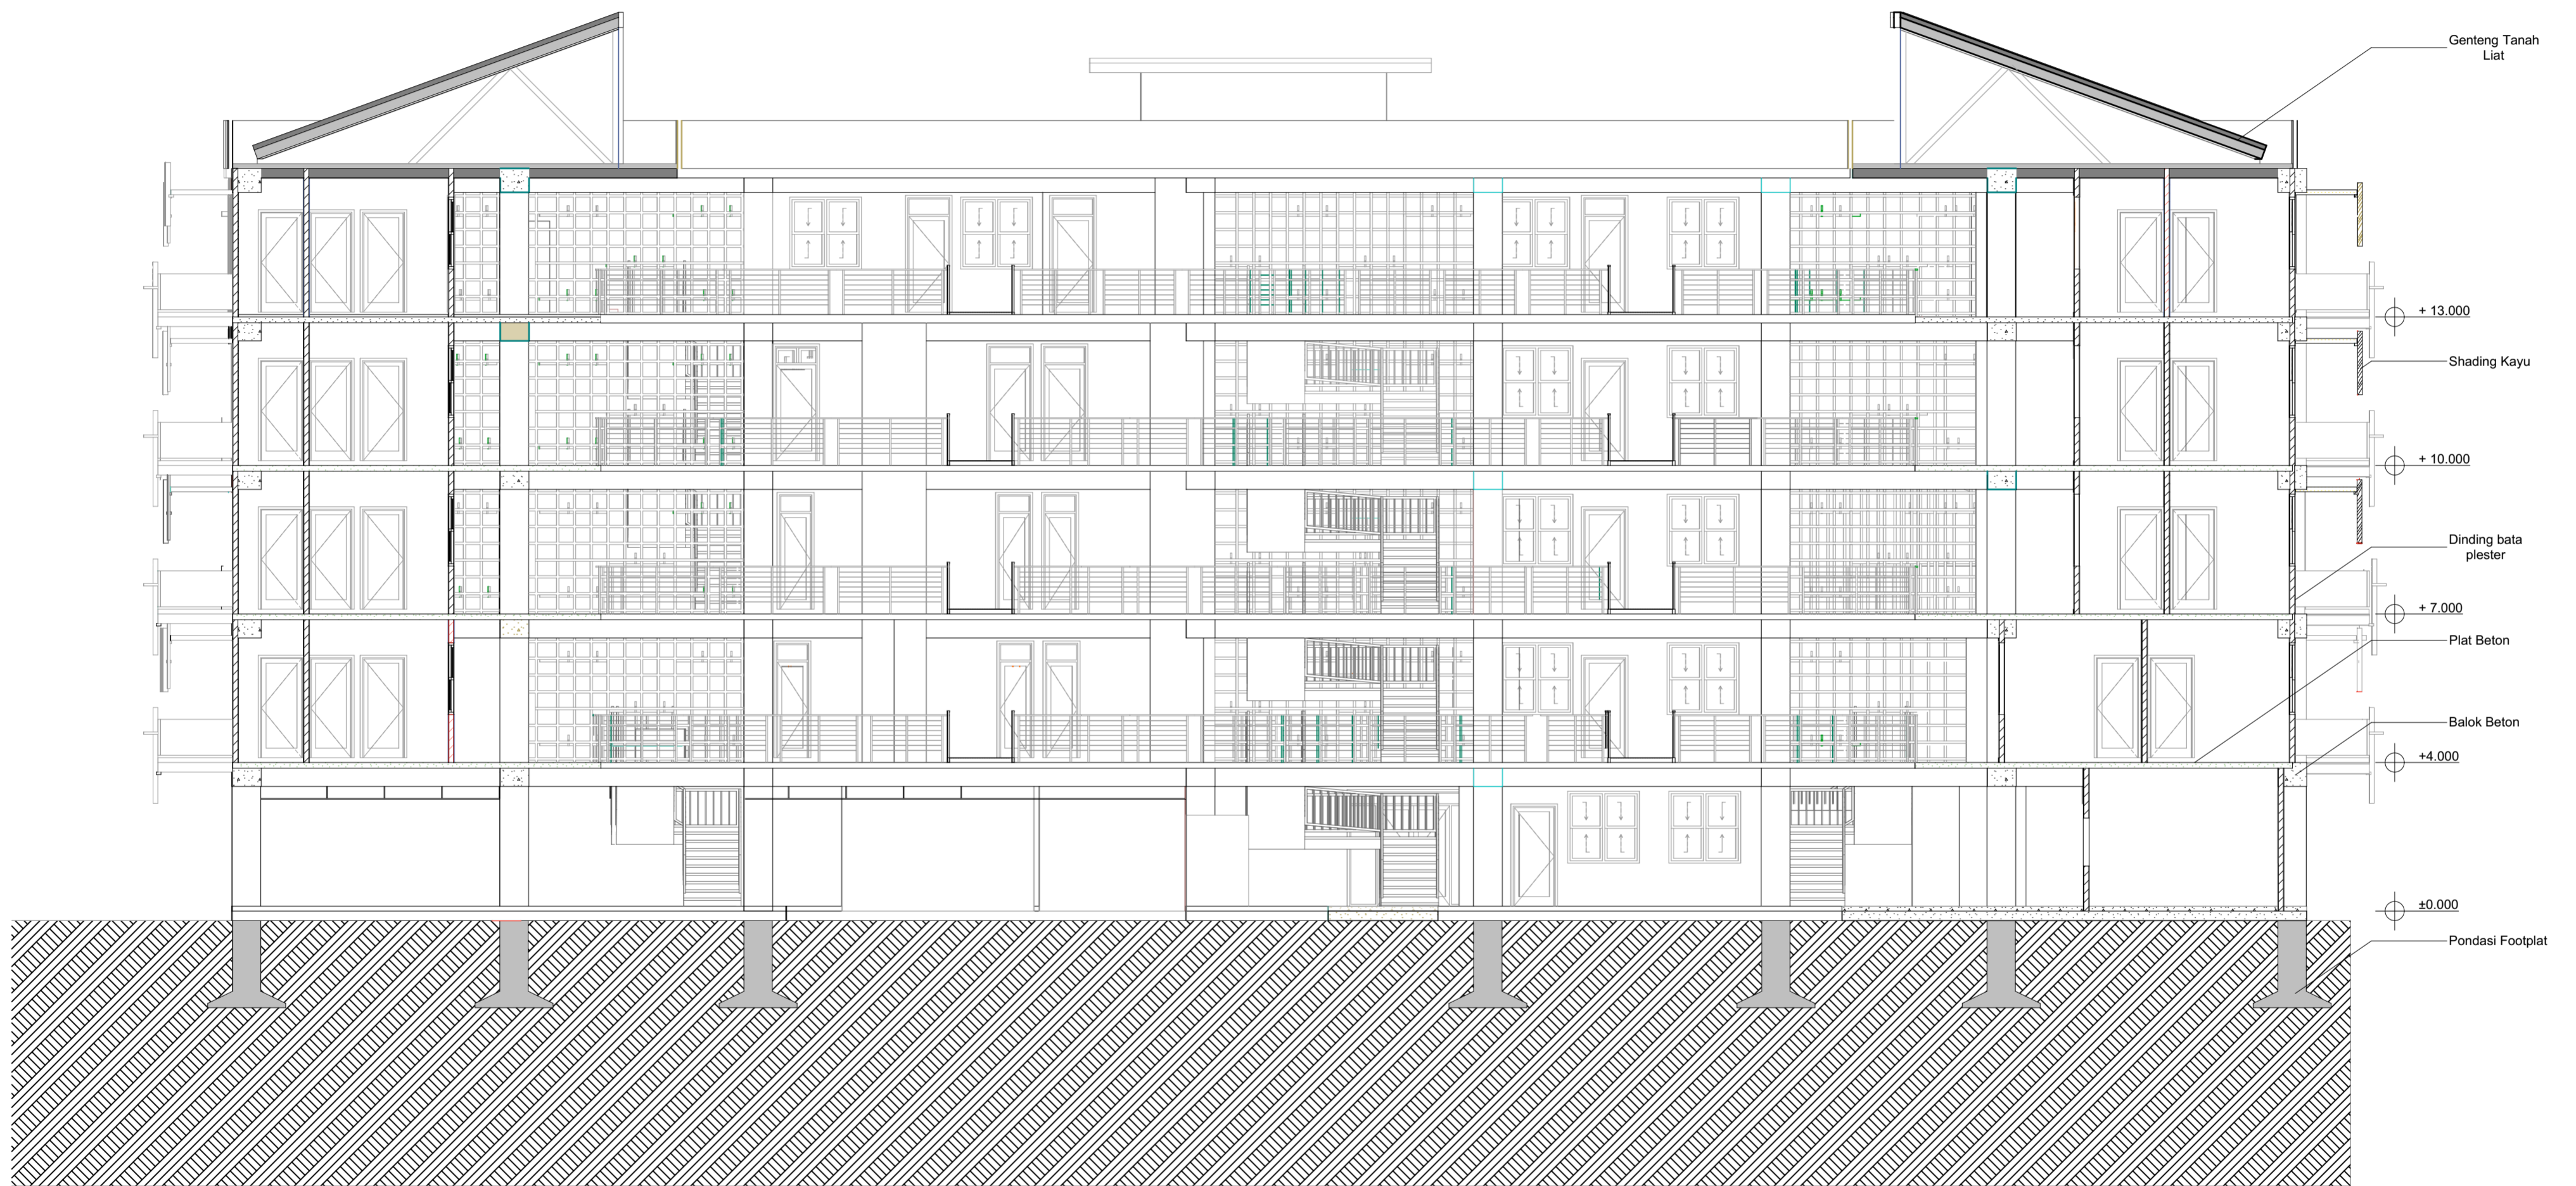 Genteng Tanah
Liat
+ 13.000
Shading Kayu
+ 10.000
Dinding bata
plester
+ 7.000
Plat Beton
Balok Beton
+4.000
±0.000
Pondasi Footplat